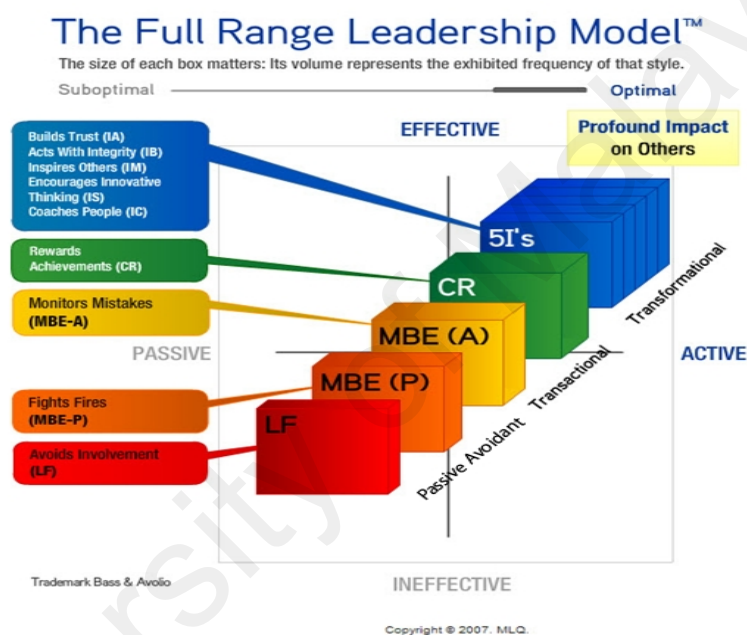 The Full Range Leadership Model™
The size of each box matters: Its volume represents the exhibited frequency of that style.
Suboptimal
Optimal
EFFECTIVE
Profound Impact
on Others
Builds Trust (IA)
Acts With Integrity (IB)
Inspires Others (IM)
Encourages Innovative
Thinking (IS)
Coaches People (IC)
5I's
Rewards
Achievements (CR)
CR
Transformational
Monitors Mistakes
(MBE-A)
MBE (A)
PASSIVE
ACTIVE
MBE (P)
Transactional
Fights Fires
(MBE-P)
LF
Passive Avoidant
Avoids Involvement
(LF)
Trademark Bass & Avolio
INEFFECTIVE
Copyright © 2007. MLQ.
rsity of Malay